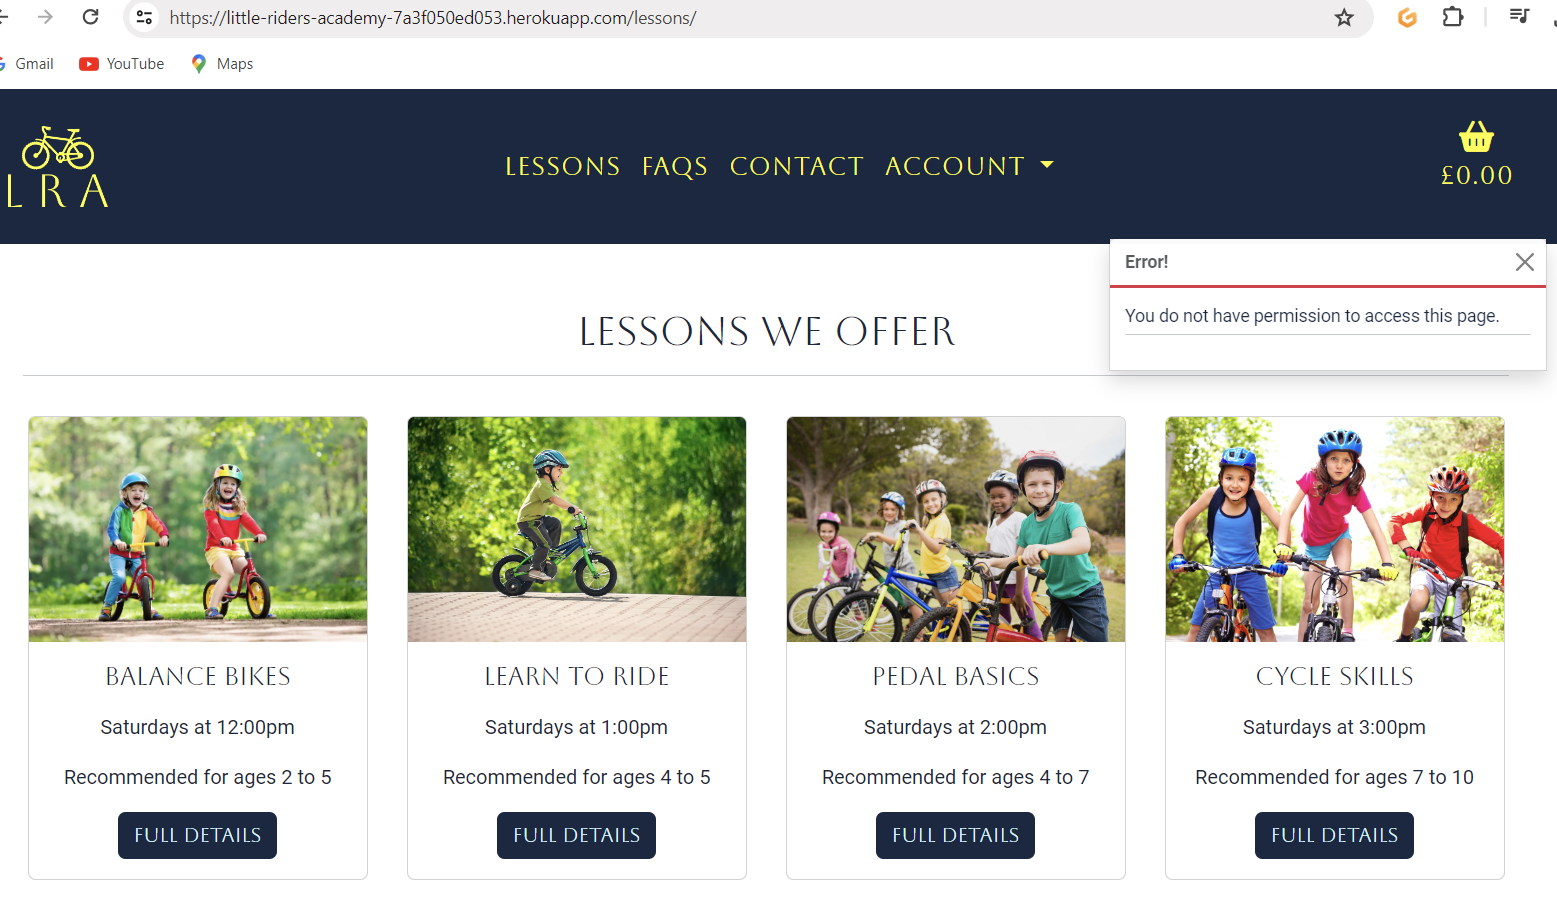 https://little-riders-academy-7a3f050ed053.herokuapp.com/lessons/
Gmail YouTube Maps
LRA
LESSONS FAQS CONTACT ACCOUNT
£0.00
Error!
You do not have permission to access this page.
LESSONS WE OFFER
BALANCE BIKES
Saturdays at 12:00pm
Recommended for ages 2 to 5
FULL DETAILS
LEARN TO RIDE
Saturdays at 1:00pm
Recommended for ages 4 to 5
FULL DETAILS
PEDAL BASICS
Saturdays at 2:00pm
Recommended for ages 4 to 7
FULL DETAILS
CYCLE SKILLS
Saturdays at 3:00pm
Recommended for ages 7 to 10
FULL DETAILS